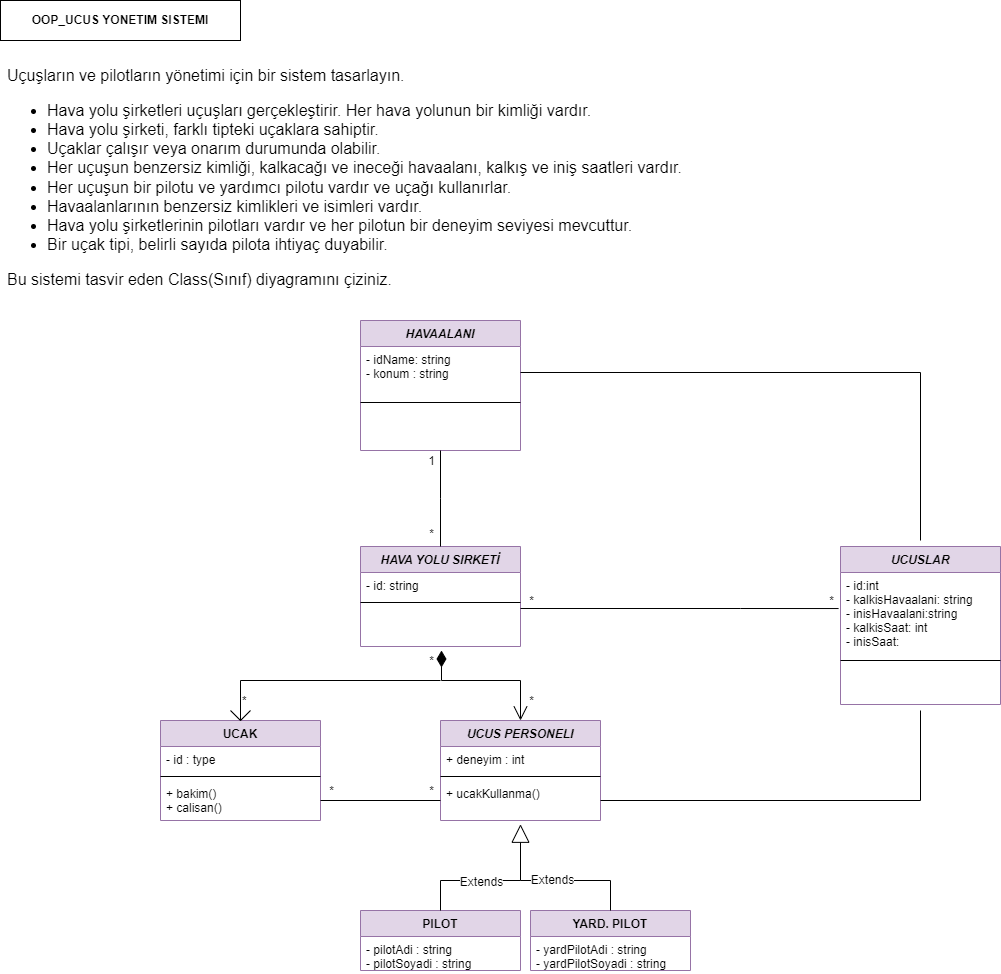 OOP_UCUS YONETIM SISTEMI
Uçuşların ve pilotların yönetimi için bir sistem tasarlayın.
• Hava yolu şirketleri uçuşları gerçekleştirir. Her hava yolunun bir kimliği vardır.
• Hava yolu şirketi, farklı tipteki uçaklara sahiptir.
• Uçaklar çalışır veya onarım durumunda olabilir.
• Her uçuşun benzersiz kimliği, kalkacağı ve ineceği havaalanı, kalkış ve iniş saatleri vardır.
• Her uçuşun bir pilotu ve yardımcı pilotu vardır ve uçağı kullanırlar.
• Havaalanlarının benzersiz kimlikleri ve isimleri vardır.
• Hava yolu şirketlerinin pilotları vardır ve her pilotun bir deneyim seviyesi mevcuttur.
• Bir uçak tipi, belirli sayıda pilota ihtiyaç duyabilir.
Bu sistemi tasvir eden Class(Sınıf) diyagramını çiziniz.
HAVAALANI
- idName: string
- konum : string
1
*
HAVA YOLU SIRKETİ
- id: string
*
*
UCUSLAR
- id:int
- kalkisHavaalani: string
- inisHavaalani:string
- kalkisSaat: int
- inisSaat:
*
*
*
UCAK
- id : type
+ bakim()
+ calisan()
*
*
UCUS PERSONELI
+ deneyim : int
+ ucakKullanma()
Extends
Extends
PILOT
- pilotAdi : string
- pilotSoyadi : string
YARD. PILOT
- yardPilotAdi : string
- yardPilotSoyadi : string